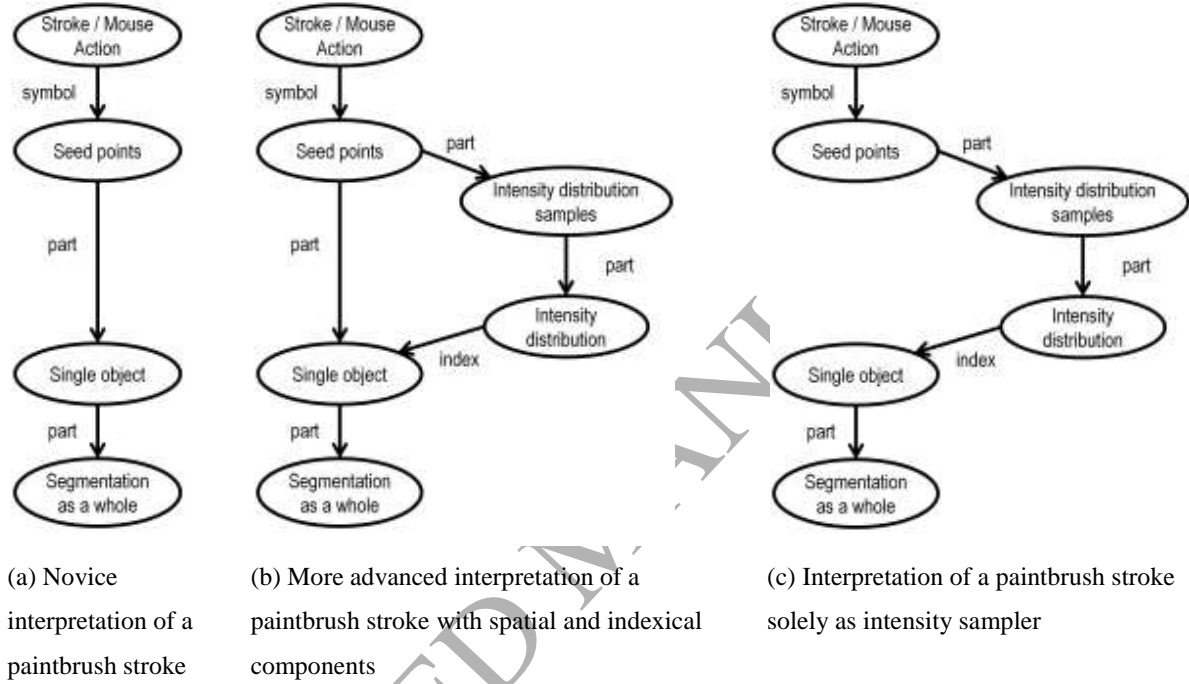 Stroke / Mouse
Action
symbol
Seed points
part
Single object
part
Segmentation
as a whole
(a) Novice
interpretation of a
paintbrush stroke
Stroke / Mouse
Action
symbol
Seed points
part
Intensity distribution
samples
part
part
Intensity
distribution
index
Single object
part
Segmentation
as a whole
(b) More advanced interpretation of a
paintbrush stroke with spatial and indexical
components
Stroke / Mouse
Action
symbol
Seed points
part
Intensity distribution
samples
part
Intensity
distribution
index
Single object
part
Segmentation
as a whole
(c) Interpretation of a paintbrush stroke
solely as intensity sampler